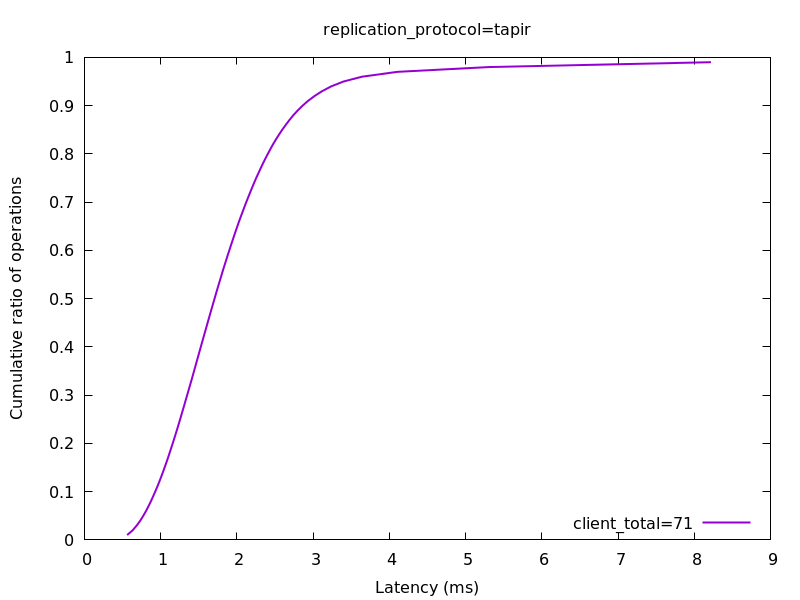 replication_protocol=tapir
Cumulative ratio of operations
1
0.9
0.8
0.7
0.6
0.5
0.4
0.3
0.2
0.1
0
client_total=71
0 1 2 3 4 5 6 7 8 9
Latency (ms)